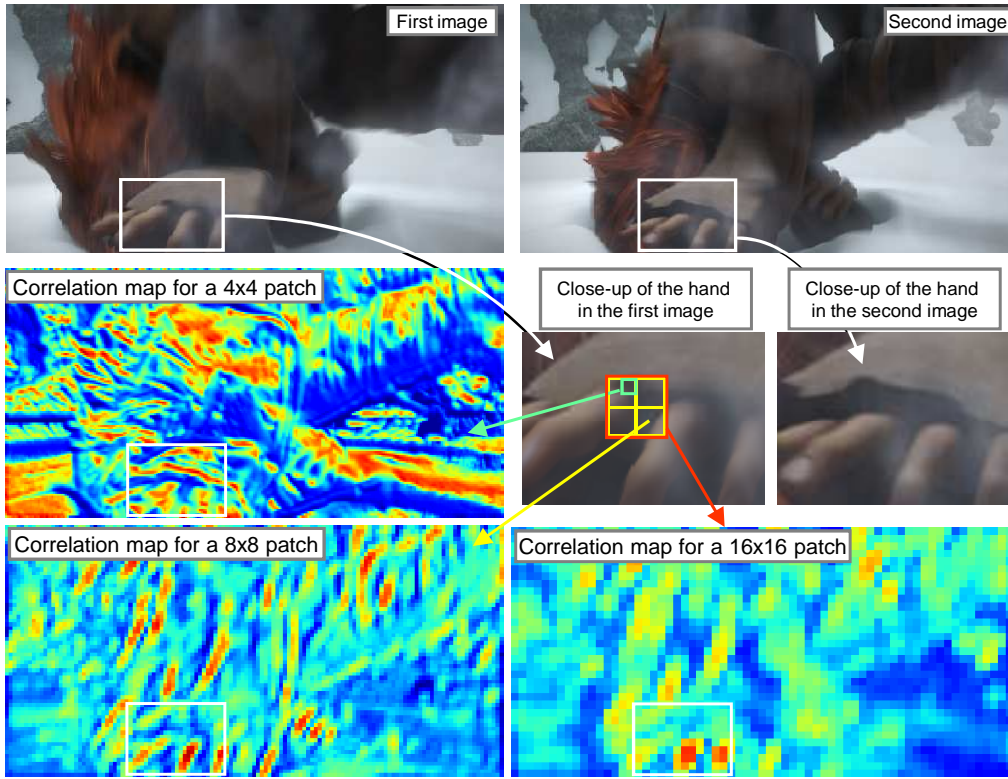 First image
Second image
Correlation map for a 4x4 patch
Close-up of the hand
in the first image
Close-up of the hand
in the second image
Correlation map for a 8x8 patch
Correlation map for a 16x16 patch